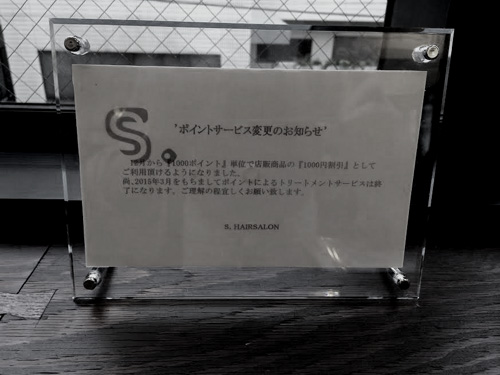 S.
"ポイントサービス変更のお知らせ"
10月から『1000ポイント』単位で店販商品の『1000円割引』として
ご利用頂けるようになりました。
尚、2015年3月をもちましてポイントによるトリートメントサービスは終
了になります。ご理解の程宜しくお願い致します。
S. HAIRSALON